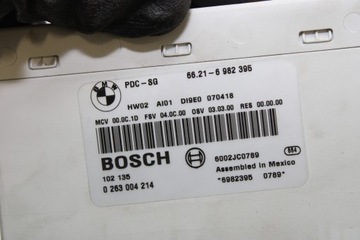 BMW
PDC-SG 66.21-6 982 395
HW02 AI01 DI9E0 070418
MCV 00.0C.1D FSV 04.0C.00 OSV 03.03.00 RES 00.00.00
BOSCH
6002JC0789
884
102 135
Assembled in Mexico
0 263 004 214
*6982395 0789*